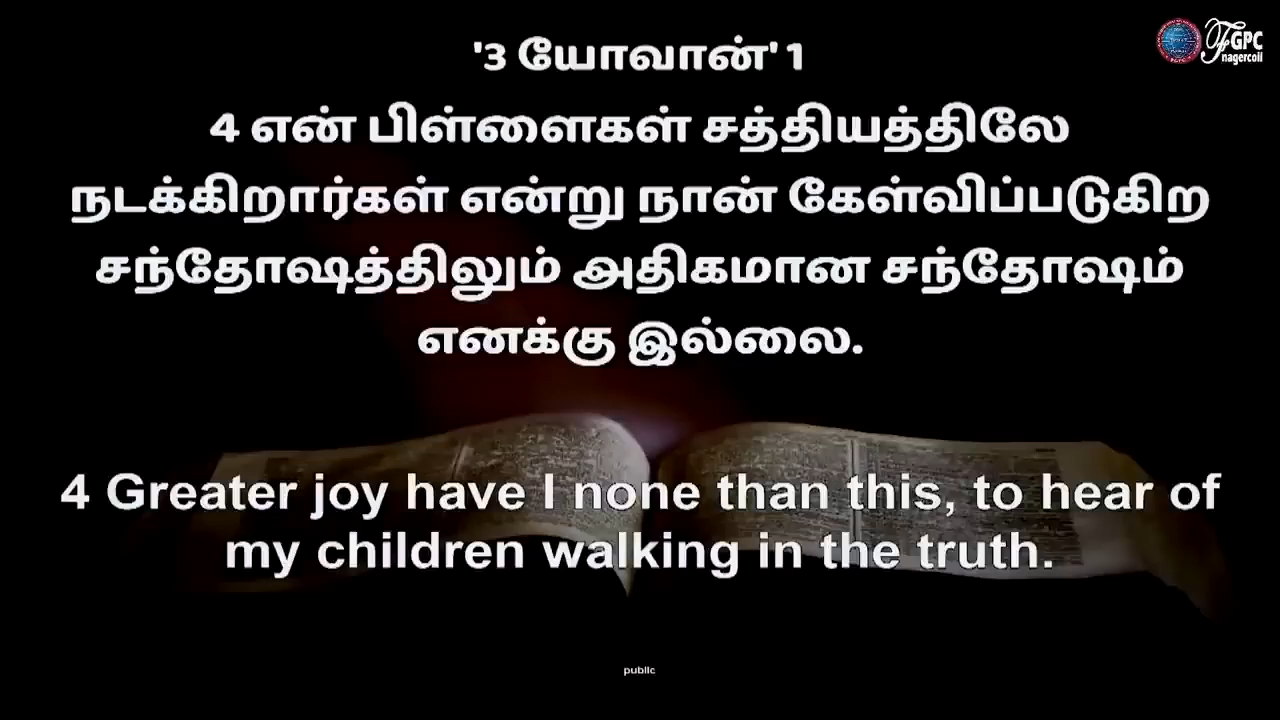 '3 யோவான்' 1
FGPC
nagercoil
4 என் பிள்ளைகள் சத்தியத்திலே
நடக்கிறார்கள் என்று நான் கேள்விப்படுகிற
சந்தோஷத்திலும் அதிகமான சந்தோஷம்
எனக்கு இல்லை.
4 Greater joy have I none than this, to hear of
my children walking in the truth.
public